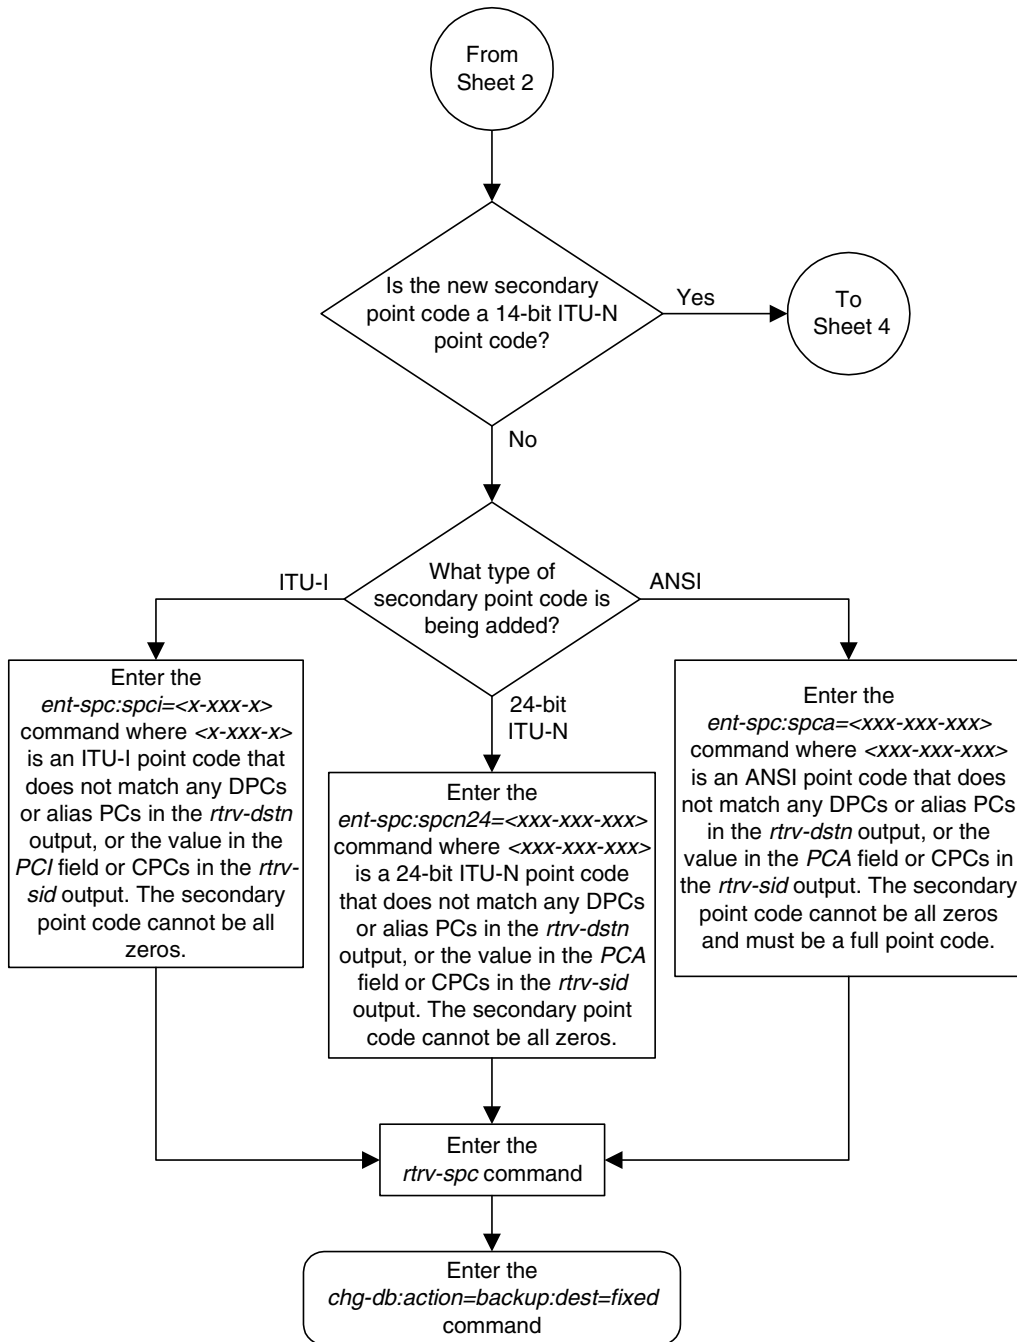 From
Sheet 2
Is the new secondary
point code a 14-bit ITU-N
point code?
Yes
To
Sheet 4
No
What type of
secondary point code is
being added?
ITU-I
ANSI
24-bit
ITU-N
Enter the
ent-spc:spci=<x-xxx-x>
command where <x-xxx-x>
is an ITU-I point code that
does not match any DPCs
or alias PCs in the rtrv-dstn
output, or the value in the
PCI field or CPCs in the rtrv-
sid output. The secondary
point code cannot be all
zeros.
Enter the
ent-spc:spcn24=<xxx-xxx-xxx>
command where <xxx-xxx-xxx>
is a 24-bit ITU-N point code
that does not match any DPCs
or alias PCs in the rtrv-dstn
output, or the value in the PCA
field or CPCs in the rtrv-sid
output. The secondary point
code cannot be all zeros.
Enter the
ent-spc:spca=<xxx-xxx-xxx>
command where <xxx-xxx-xxx>
is an ANSI point code that does
not match any DPCs or alias PCs
in the rtrv-dstn output, or the
value in the PCA field or CPCs in
the rtrv-sid output. The secondary
point code cannot be all zeros
and must be a full point code.
Enter the
rtrv-spc command
Enter the
chg-db:action=backup:dest=fixed
command